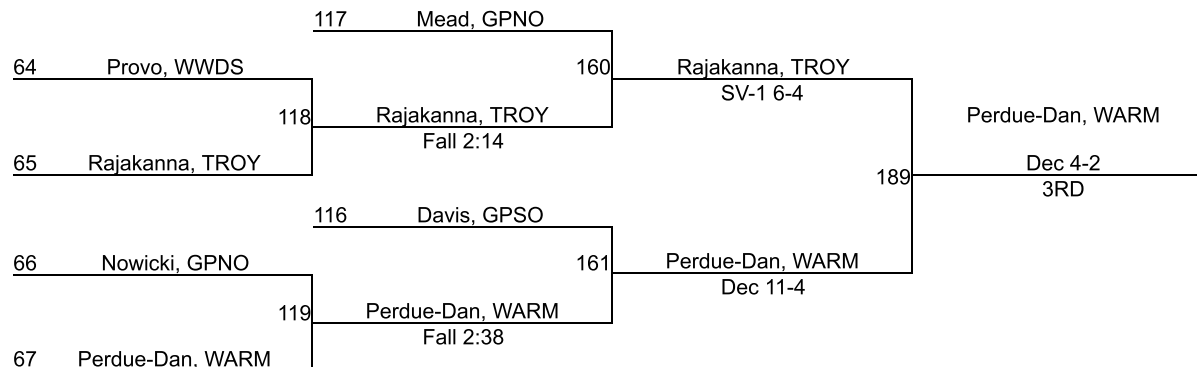 117 Mead, GPNO
64 Provo, WWDS
160 Rajakanna, TROY
SV-1 6-4
118 Rajakanna, TROY
Fall 2:14
Perdue-Dan, WARM
65 Rajakanna, TROY
Dec 4-2
189
3RD
116 Davis, GPSO
66 Nowicki, GPNO
161 Perdue-Dan, WARM
Dec 11-4
119 Perdue-Dan, WARM
Fall 2:38
67 Perdue-Dan, WARM